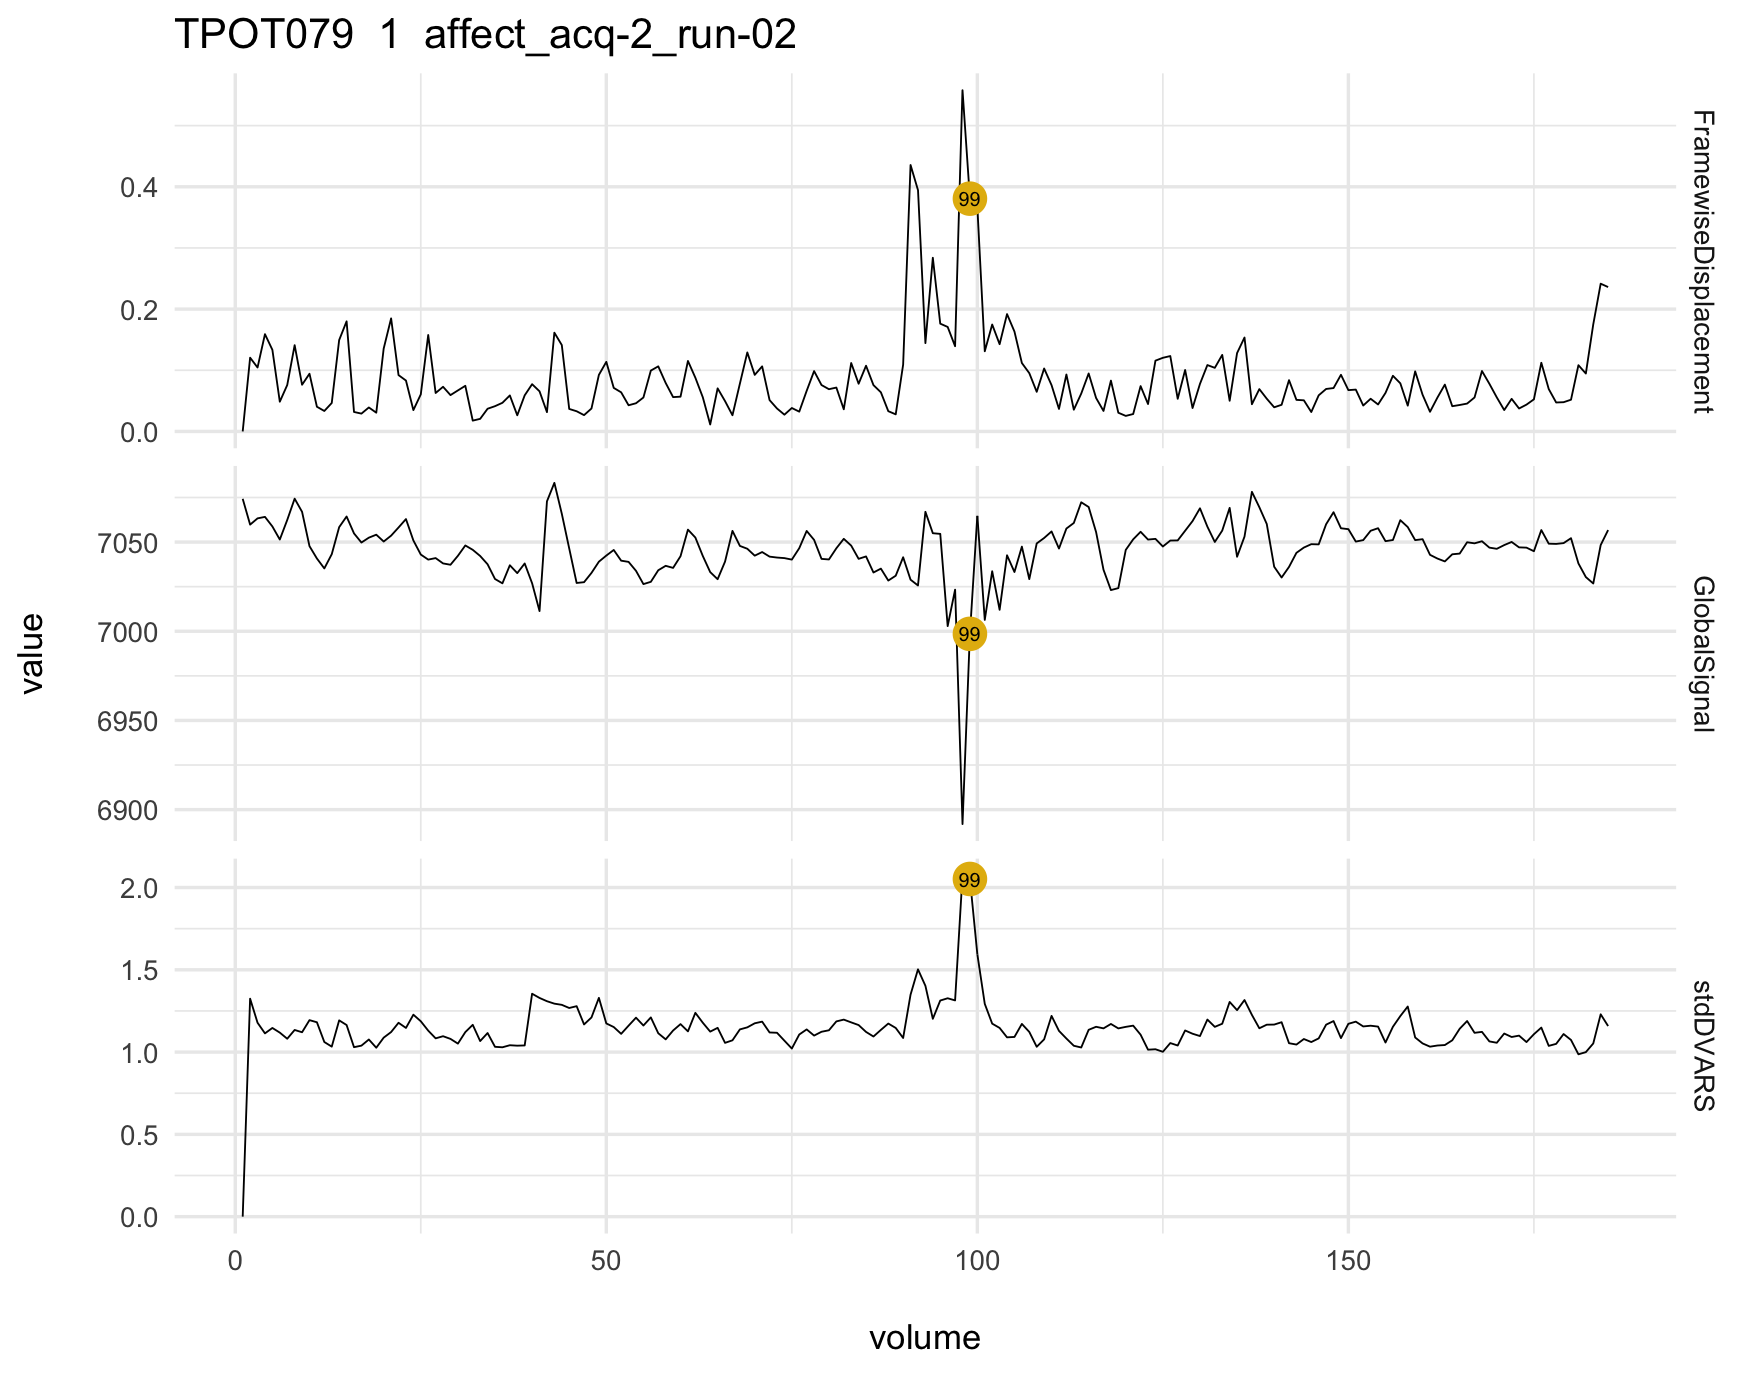 TPOT079 1 affect_acq-2_run-02
0.4
0.2
0.0
99
FramewiseDisplacement
7050
7000
6950
6900
99
GlobalSignal
2.0
1.5
1.0
0.5
0.0
99
stdDVARS
value
0 50 100 150
volume